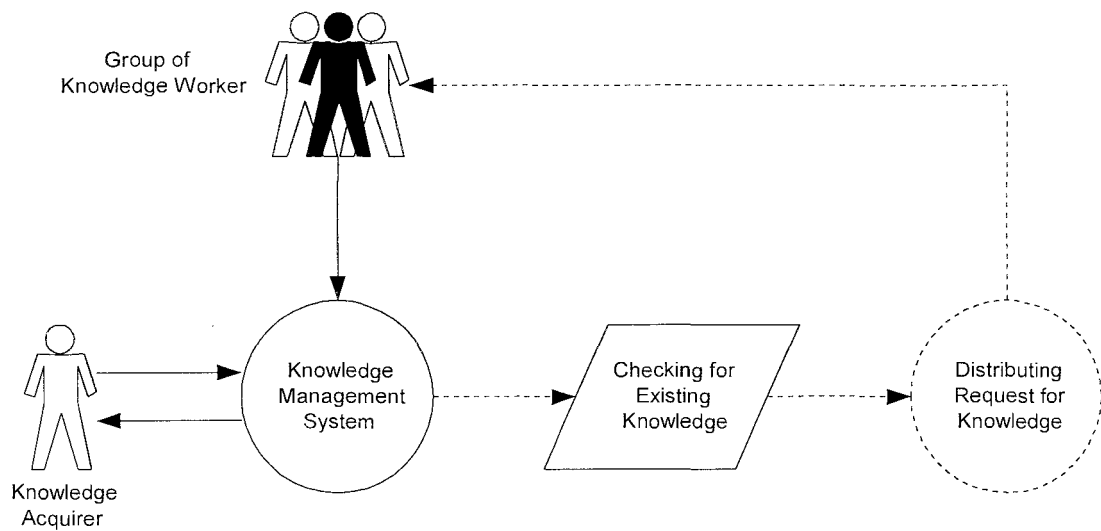 Group of
Knowledge Worker
Knowledge
Management
System
Checking for
Existing
Knowledge
Distributing
Request for
Knowledge
Knowledge
Acquirer